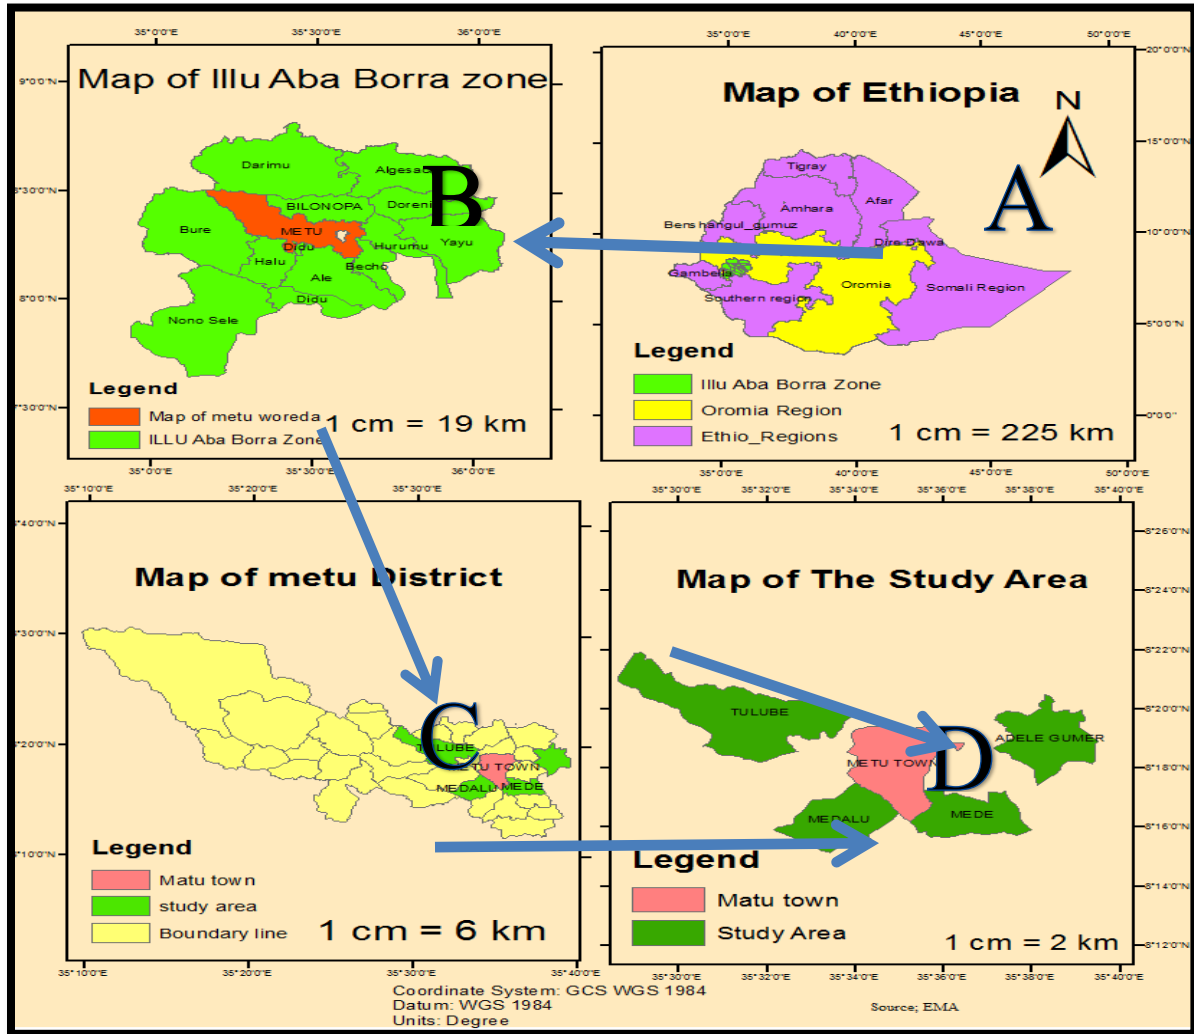 35°0'0"E 35°30'0"E 36°0'0"E
Map of Illu Aba Borra zone
9°0'0"N
8°30'0"N
8°0'0"N
7°30'0"N
Darimu
Algesa
B
BILONOPA
Doreni
Bure
METU
Didu
Hurumu
Yayu
Halu
Becho
Ale
Didu
Nono Sele
Legend
Map of metu woreda
ILLU Aba Borra Zone
1 cm = 19 km
35°0'0"E 35°30'0"E 36°0'0"E
35°0'0"E 40°0'0"E 45°0'0"E 50°0'0"E
20°0'0"N
Map of Ethiopia
N
15°0'0"N
A
Tigray
Afar
Amhara
Benshangul_gumuz
10°0'0"N
Dire Dawa
Gambella
Oromia
Somali Region
Southern region
5°0'0"N
Legend
Illu Aba Borra Zone
Oromia Region
Ethio_Regions
0°0'0"
1 cm = 225 km
35°0'0"E 40°0'0"E 45°0'0"E 50°0'0"E
35°10'0"E 35°20'0"E 35°30'0"E 35°40'0"E
8°40'0"N
Map of metu District
8°30'0"N
8°20'0"N
8°10'0"N
C
TULUBE
METU TOWN
MEDALU
MEDE
Legend
Matu town
study area
Boundary line
1 cm = 6 km
35°10'0"E 35°20'0"E 35°30'0"E 35°40'0"E
35°30'0"E 35°32'0"E 35°34'0"E 35°36'0"E 35°38'0"E 35°40'0"E
8°26'0"N
8°24'0"N
Map of The Study Area
8°22'0"N
8°20'0"N
8°18'0"N
8°16'0"N
8°14'0"N
8°12'0"N
TULUBE
D
ADELE GUMER
METU TOWN
MEDALU
MEDE
Legend
Matu town
Study Area
1 cm = 2 km
35°30'0"E 35°32'0"E 35°34'0"E 35°36'0"E 35°38'0"E 35°40'0"E
Coordinate System: GCS WGS 1984
Datum: WGS 1984
Units: Degree
Source; EMA